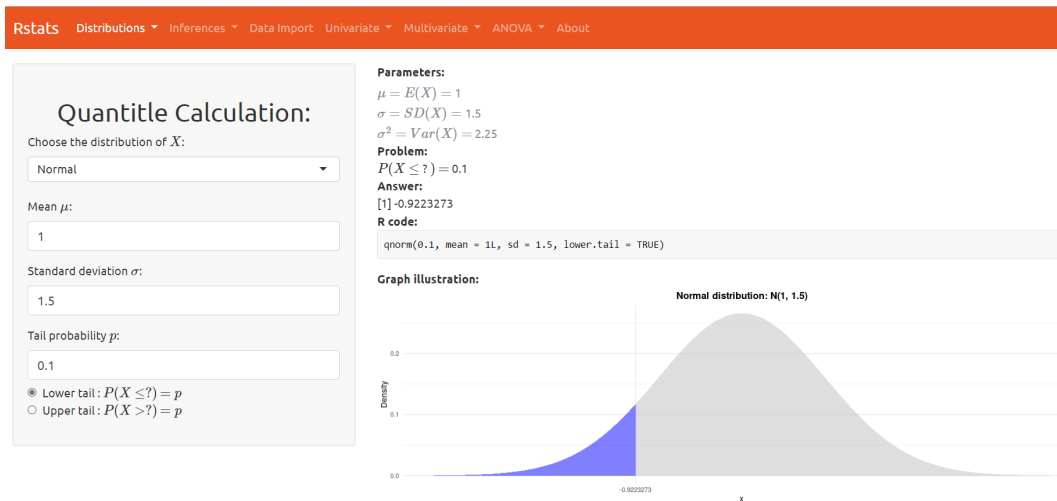 Rstats Distributions Inferences Data Import Univariate Multivariate ANOVA About
Quantitle Calculation:
Choose the distribution of X:
Normal
Mean μ:
1
Standard deviation σ:
1.5
Tail probability p:
0.1
Lower tail : P(X ≤?) = p
Upper tail : P(X >?) = p
Parameters:
μ = E(X) = 1
σ = SD(X) = 1.5
σ² = Var(X) = 2.25
Problem:
P(X ≤ ? ) = 0.1
Answer:
[1] -0.9223273
R code:
qnorm(0.1, mean = 1L, sd = 1.5, lower.tail = TRUE)
Graph illustration:
Normal distribution: N(1, 1.5)
Density
0.2
0.1
0.0
-0.9223273
x